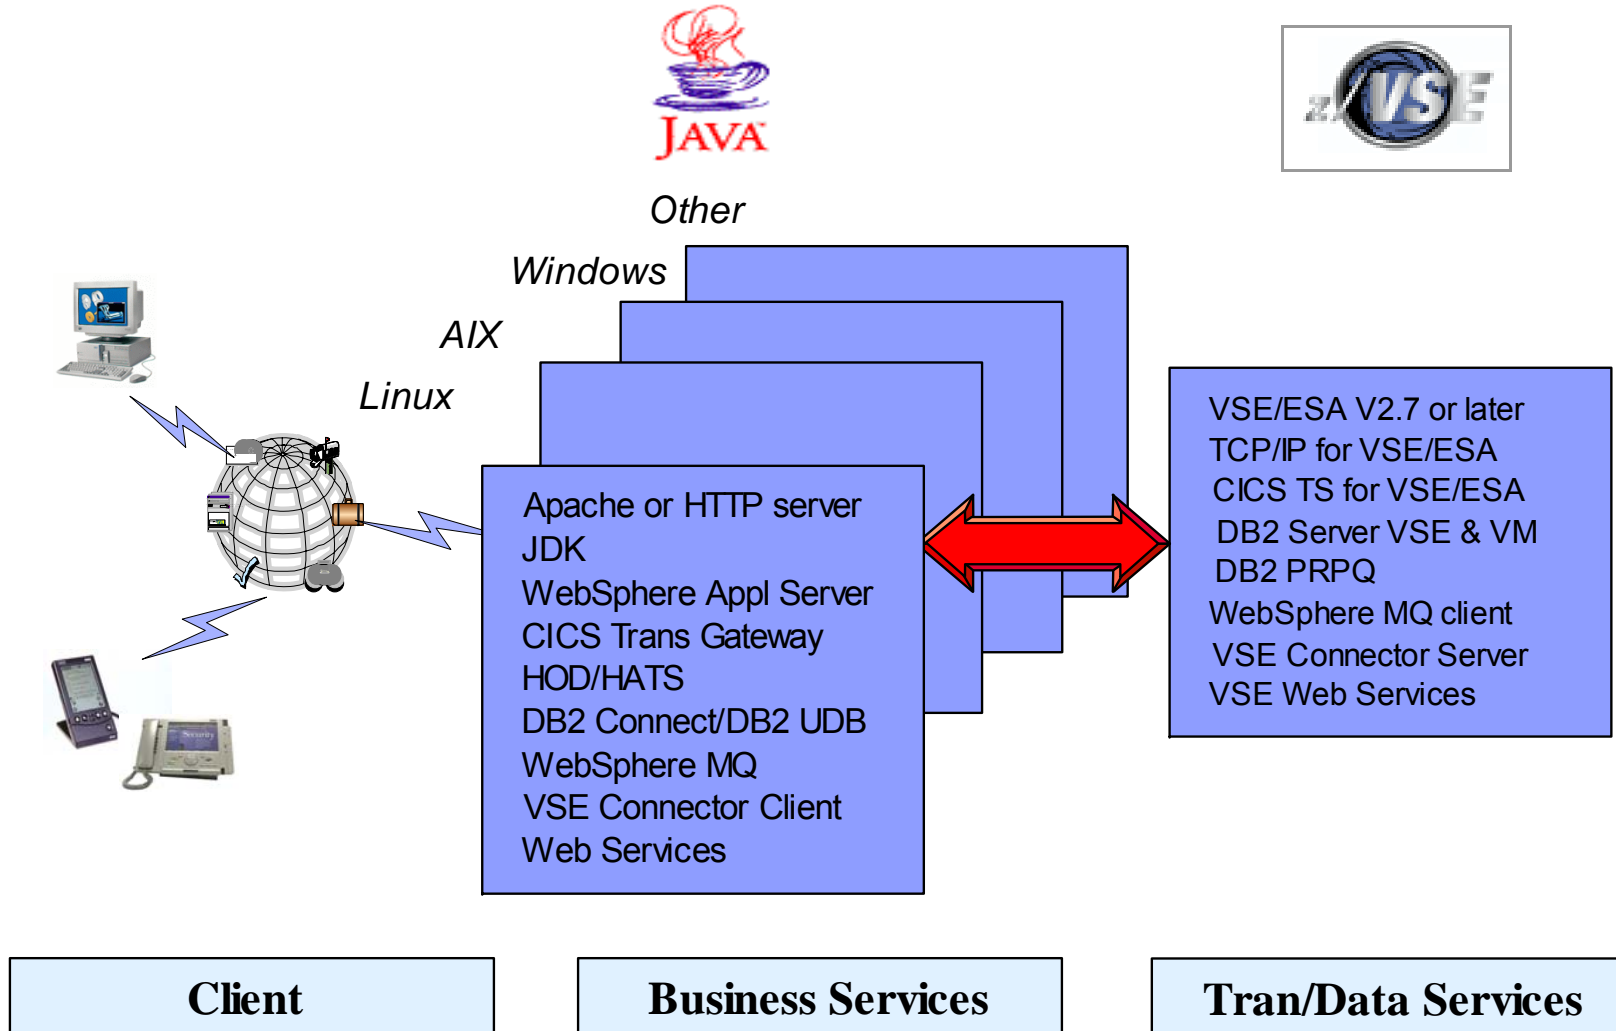 JAVA
z/VSE
Other
Windows
AIX
Linux
Apache or HTTP server
JDK
WebSphere Appl Server
CICS Trans Gateway
HOD/HATS
DB2 Connect/DB2 UDB
WebSphere MQ
VSE Connector Client
Web Services
VSE/ESA V2.7 or later
TCP/IP for VSE/ESA
CICS TS for VSE/ESA
DB2 Server VSE & VM
DB2 PRPQ
WebSphere MQ client
VSE Connector Server
VSE Web Services
Security
Client
Business Services
Tran/Data Services